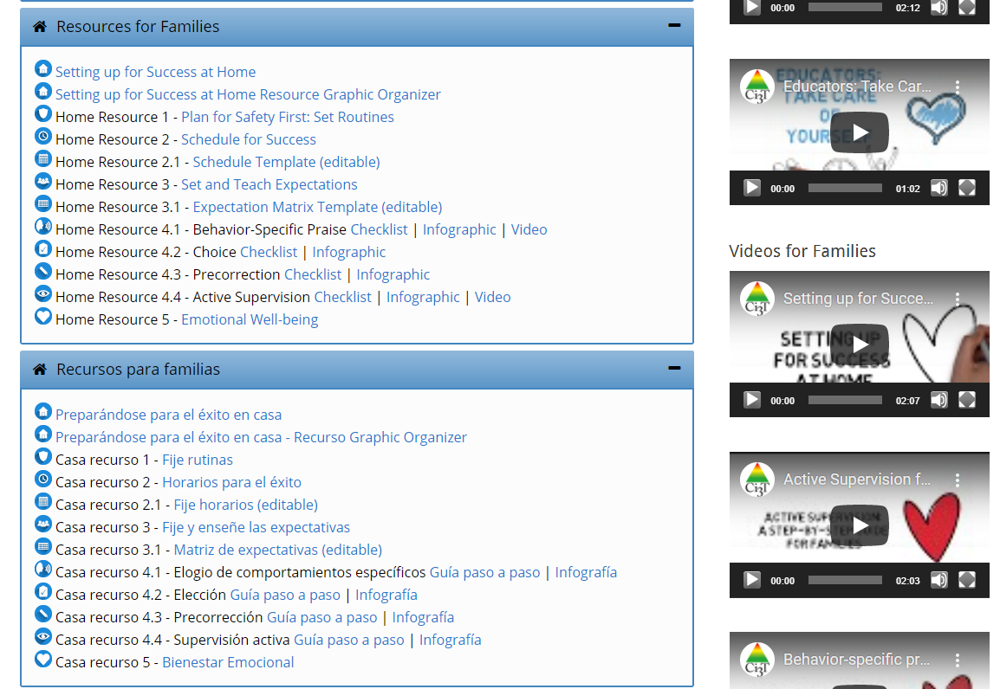 Resources for Families
Setting up for Success at Home
Setting up for Success at Home Resource Graphic Organizer
Home Resource 1 - Plan for Safety First: Set Routines
Home Resource 2 - Schedule for Success
Home Resource 2.1 - Schedule Template (editable)
Home Resource 3 - Set and Teach Expectations
Home Resource 3.1 - Expectation Matrix Template (editable)
Home Resource 4.1 - Behavior-Specific Praise Checklist | Infographic | Video
Home Resource 4.2 - Choice Checklist | Infographic
Home Resource 4.3 - Precorrection Checklist | Infographic
Home Resource 4.4 - Active Supervision Checklist | Infographic | Video
Home Resource 5 - Emotional Well-being
Recursos para familias
Preparándose para el éxito en casa
Preparándose para el éxito en casa - Recurso Graphic Organizer
Casa recurso 1 - Fije rutinas
Casa recurso 2 - Horarios para el éxito
Casa recurso 2.1 - Fije horarios (editable)
Casa recurso 3 - Fije y enseñe las expectativas
Casa recurso 3.1 - Matriz de expectativas (editable)
Casa recurso 4.1 - Elogio de comportamientos específicos Guía paso a paso | Infografía
Casa recurso 4.2 - Elección Guía paso a paso | Infografía
Casa recurso 4.3 - Precorrección Guía paso a paso | Infografía
Casa recurso 4.4 - Supervisión activa Guía paso a paso | Infografía
Casa recurso 5 - Bienestar Emocional
00:00 02:12
Ci3T
Educators: Take Car...
EDUCATORS:
TAKE CARE
OF
YOURSELF
00:00 01:02
Videos for Families
Ci3T
Setting up for Succe...
SETTING UP
FOR SUCCESS
AT HOME
00:00 02:07
Ci3T
Active Supervision f...
ACTIVE SUPERVISION:
A STEP-BY-STEP GUIDE
FOR FAMILIES
00:00 02:03
Ci3T
Behavior-specific pr...